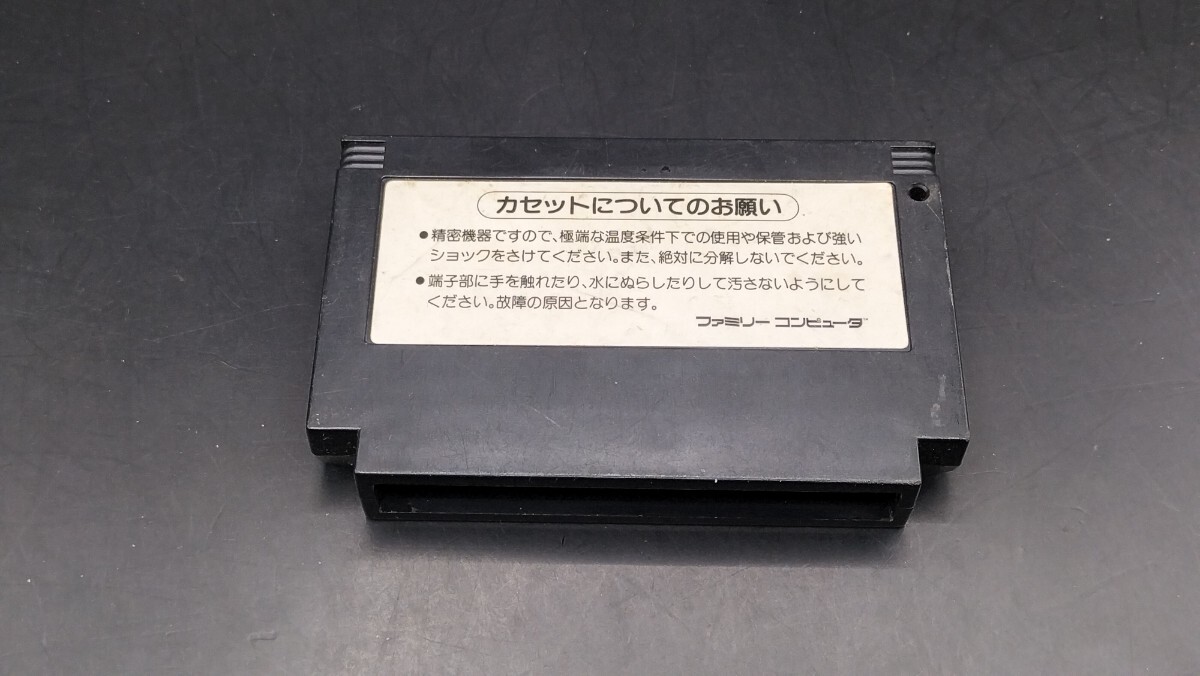 カセットについてのお願い
●精密機器ですので、極端な温度条件下での使用や保管および強い
ショックをさけてください。また、絶対に分解しないでください。
●端子部に手を触れたり、水にぬらしたりして汚さないようにして
ください。故障の原因となります。
ファミリー コンピュータ™